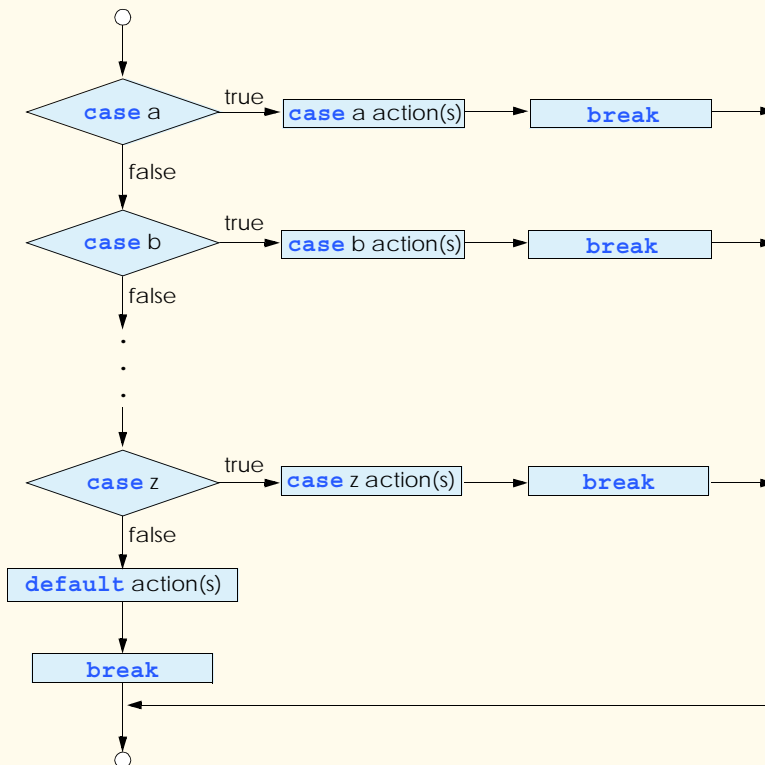 case a
true
case a action(s)
break
false
case b
true
case b action(s)
break
false
case z
true
case z action(s)
break
false
default action(s)
break